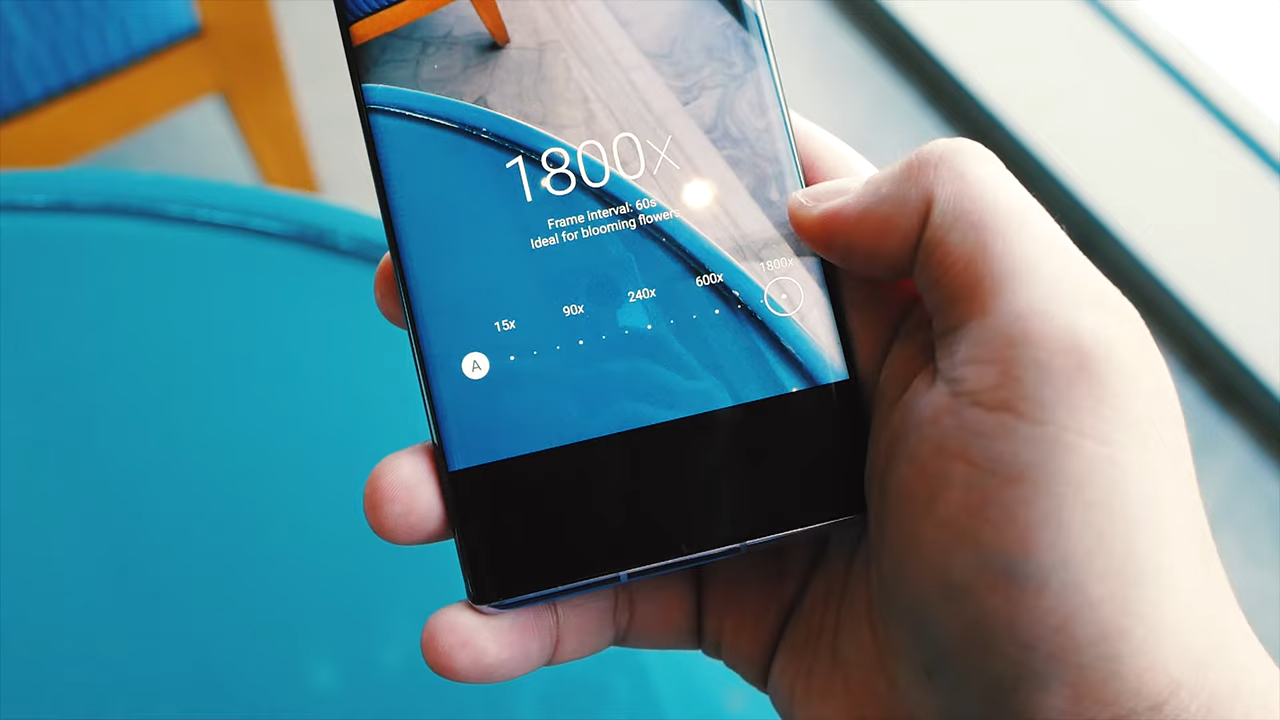 1800x
Frame Interval: 60s
Ideal for blooming flowers
15x 90x 240x 600x 1800x
A